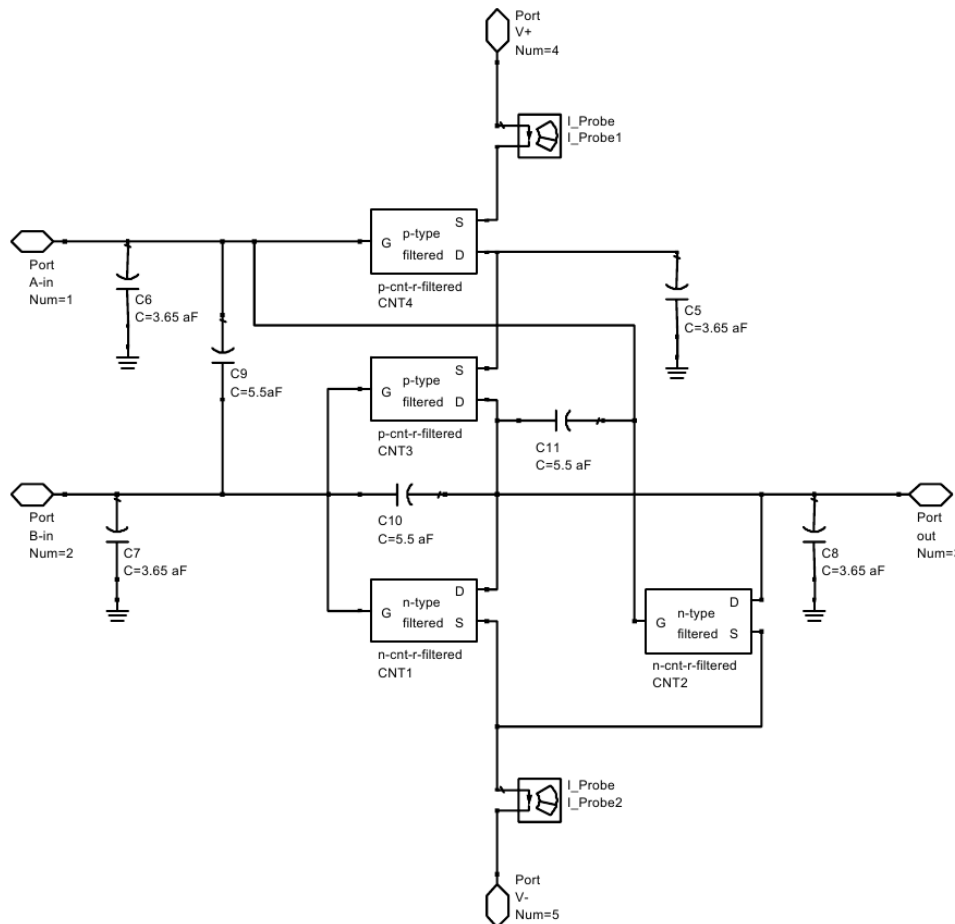 Port
V+
Num=4
I_Probe
I_Probe1
S
p-type
G
filtered
D
p-cnt-r-filtered
CNT4
Port
A-in
Num=1
C6
C=3.65 aF
C5
C=3.65 aF
C9
C=5.5aF
S
p-type
G
filtered
D
p-cnt-r-filtered
CNT3
C11
C=5.5 aF
Port
B-in
Num=2
C7
C=3.65 aF
C10
C=5.5 aF
C8
C=3.65 aF
Port
out
Num=3
D
n-type
G
filtered
S
n-cnt-r-filtered
CNT1
D
n-type
G
filtered
S
n-cnt-r-filtered
CNT2
I_Probe
I_Probe2
Port
V-
Num=5